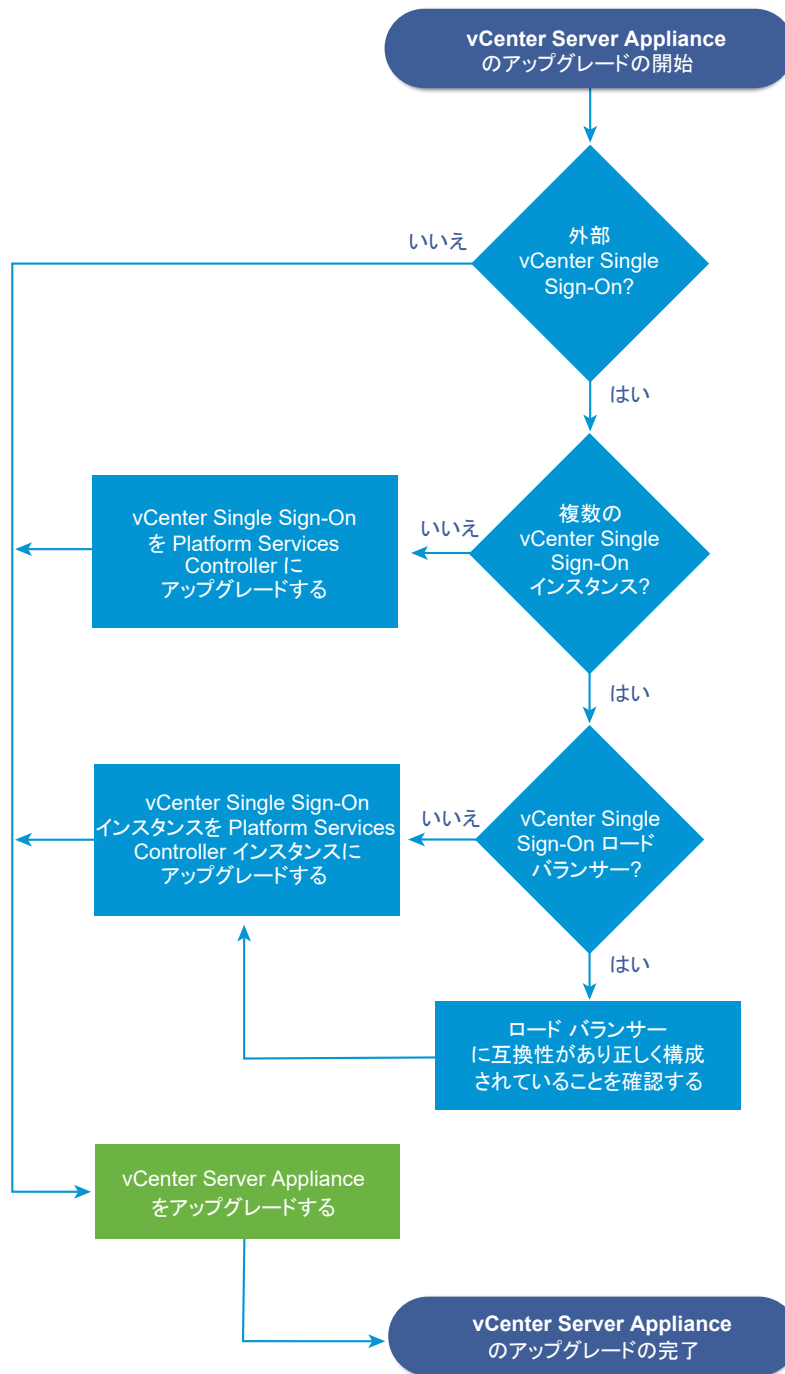 vCenter Server Appliance
のアップグレードの開始
外部
vCenter Single
Sign-On?
いいえ
はい
複数の
vCenter Single
Sign-On
インスタンス?
いいえ
vCenter Single Sign-On
を Platform Services
Controller に
アップグレードする
はい
vCenter Single
Sign-On ロード
バランサー?
いいえ
vCenter Single Sign-On
インスタンスを Platform Services
Controller インスタンスに
アップグレードする
はい
ロード バランサー
に互換性があり正しく構成
されていることを確認する
vCenter Server Appliance
をアップグレードする
vCenter Server Appliance
のアップグレードの完了